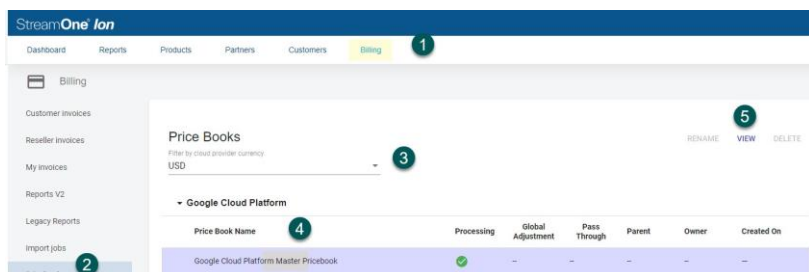 StreamOne Ion
Dashboard Reports Products Partners Customers Billing 1
Billing
Customer invoices
Reseller invoices
My invoices
Reports V2
Legacy Reports
Import jobs
2
Price Books
Filter by cloud provider currency
USD 3
5
RENAME VIEW DELETE
Google Cloud Platform
Price Book Name 4 Processing Global Adjustment Pass Through Parent Owner Created On
Google Cloud Platform Master Pricebook – – – – –